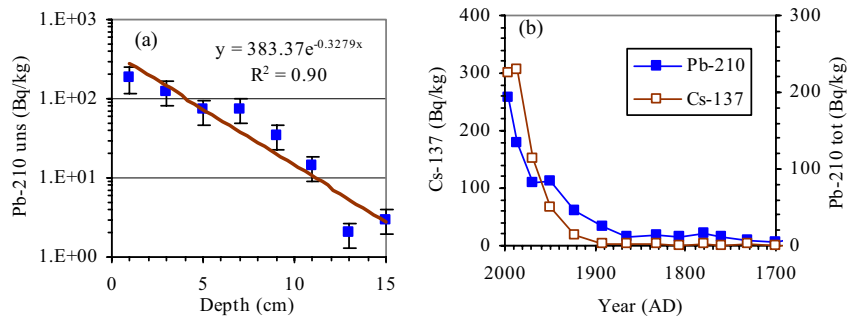 (a)
y = 383.37e^-0.3279x
R² = 0.90
1.E+03
1.E+02
1.E+01
1.E+00
Pb-210 uns (Bq/kg)
0 5 10 15
Depth (cm)
(b)
Pb-210
Cs-137
400
300
200
100
0
Cs-137 (Bq/kg)
300
200
100
0
Pb-210 tot (Bq/kg)
2000 1900 1800 1700
Year (AD)